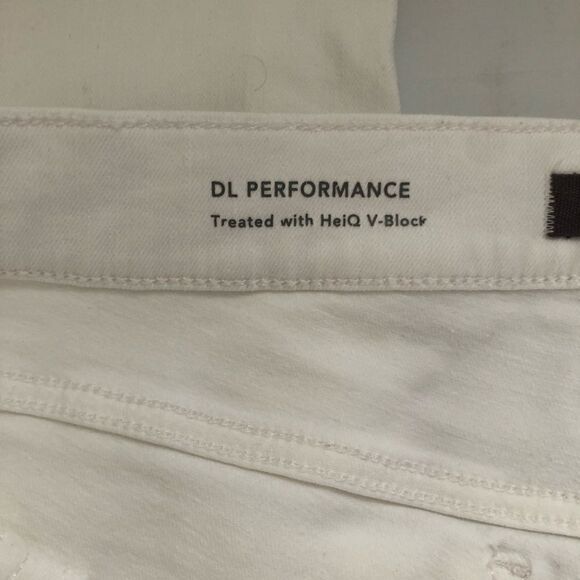 DL PERFORMANCE
Treated with HeiQ V-Block